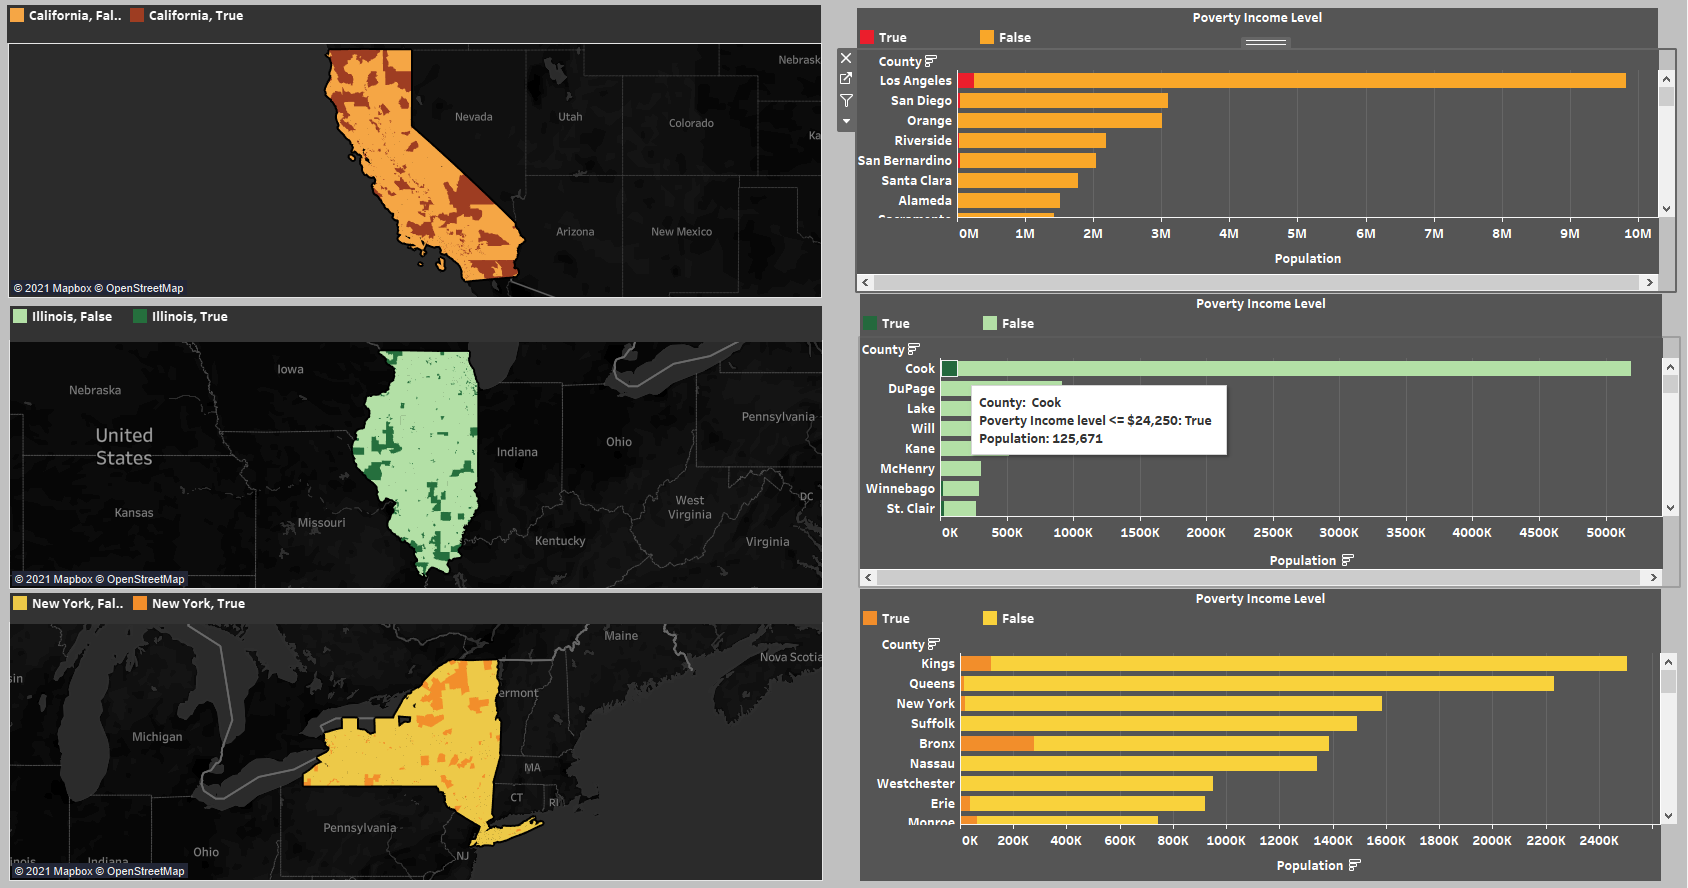 California, Fal..
California, True
Nebrask
Nevada
Utah
Colorado
Ka
Arizona
New Mexico
© 2021 Mapbox © OpenStreetMap
Poverty Income Level
True
False
County
Los Angeles
San Diego
Orange
Riverside
San Bernardino
Santa Clara
Alameda
0M 1M 2M 3M 4M 5M 6M 7M 8M 9M 10M
Population
Illinois, False
Illinois, True
Iowa
Nebraska
United
States
Pennsylvania
Indiana
Ohio
Kansas
Missouri
West
Virginia
DC
Kentucky
Virginia
© 2021 Mapbox © OpenStreetMap
Poverty Income Level
True
False
County
Cook
DuPage
Lake
Will
Kane
McHenry
Winnebago
St. Clair
County: Cook
Poverty Income level <= $24,250: True
Population: 125,671
0K 500K 1000K 1500K 2000K 2500K 3000K 3500K 4000K 4500K 5000K
Population
New York, Fal..
New York, True
Maine
Nova Scotia
sin
ermont
Michigan
MA
CT
RI
Pennsylvania
Ohio
NJ
inois
Indiana
© 2021 Mapbox © OpenStreetMap
Poverty Income Level
True
False
County
Kings
Queens
New York
Suffolk
Bronx
Nassau
Westchester
Erie
Monroe
0K 200K 400K 600K 800K 1000K 1200K 1400K 1600K 1800K 2000K 2200K 2400K
Population